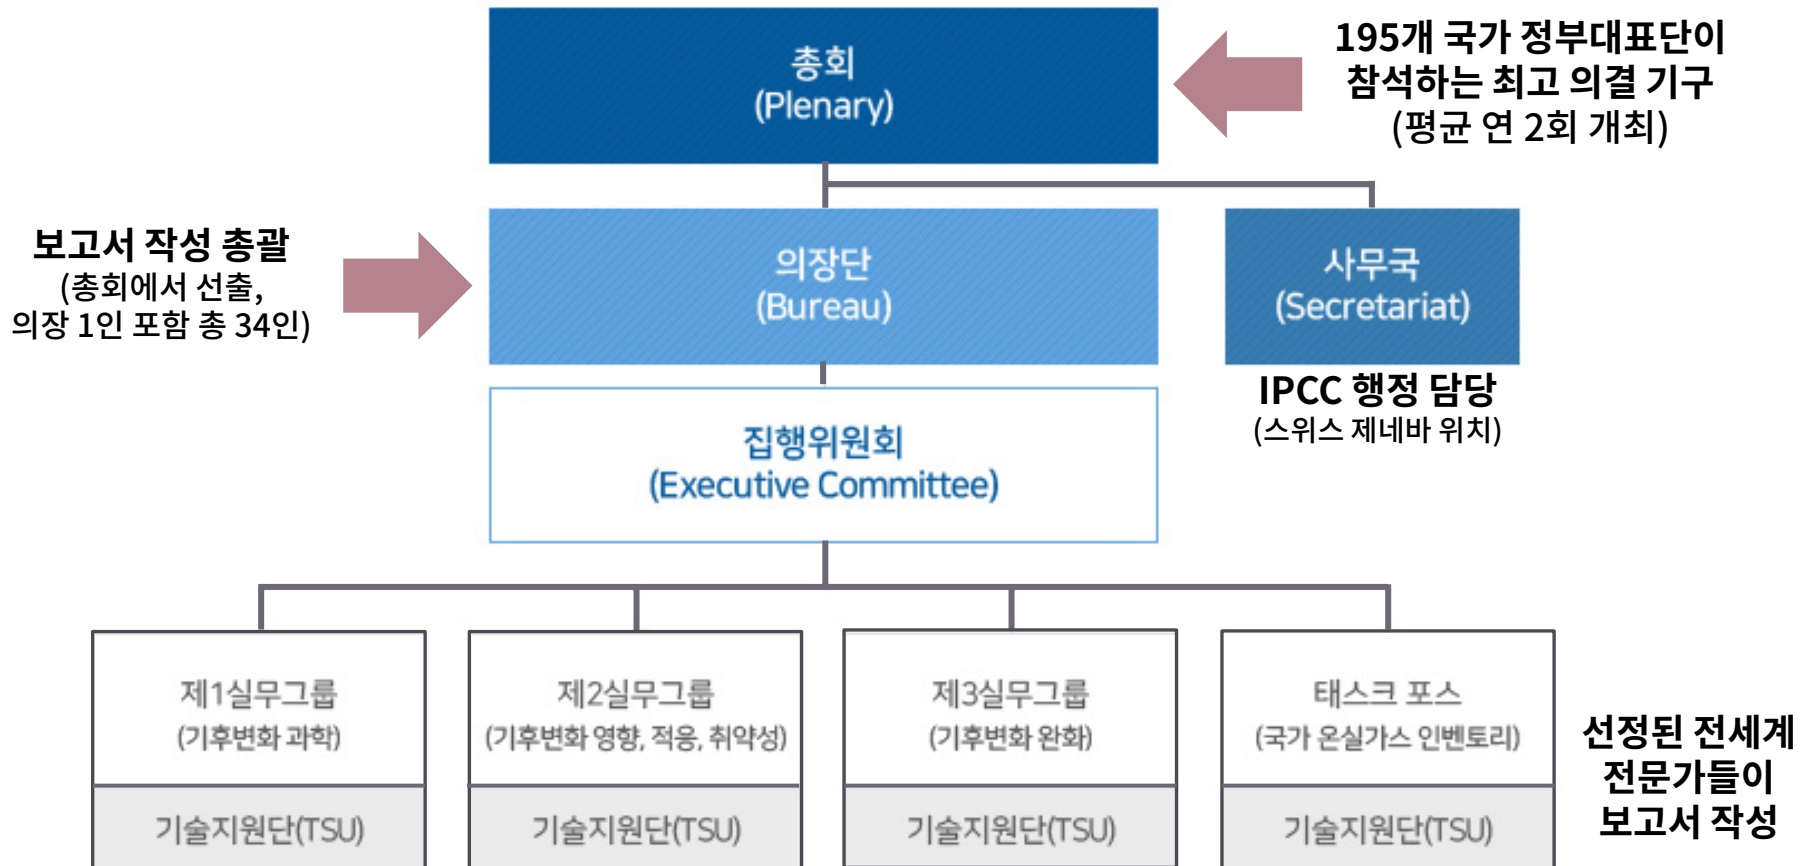 총회
(Plenary)
195개 국가 정부대표단이
참석하는 최고 의결 기구
(평균 연 2회 개최)
보고서 작성 총괄
(총회에서 선출,
의장 1인 포함 총 34인)
의장단
(Bureau)
사무국
(Secretariat)
IPCC 행정 담당
(스위스 제네바 위치)
집행위원회
(Executive Committee)
제1실무그룹
(기후변화 과학)
기술지원단(TSU)
제2실무그룹
(기후변화 영향, 적응, 취약성)
기술지원단(TSU)
제3실무그룹
(기후변화 완화)
기술지원단(TSU)
태스크 포스
(국가 온실가스 인벤토리)
기술지원단(TSU)
선정된 전세계
전문가들이
보고서 작성